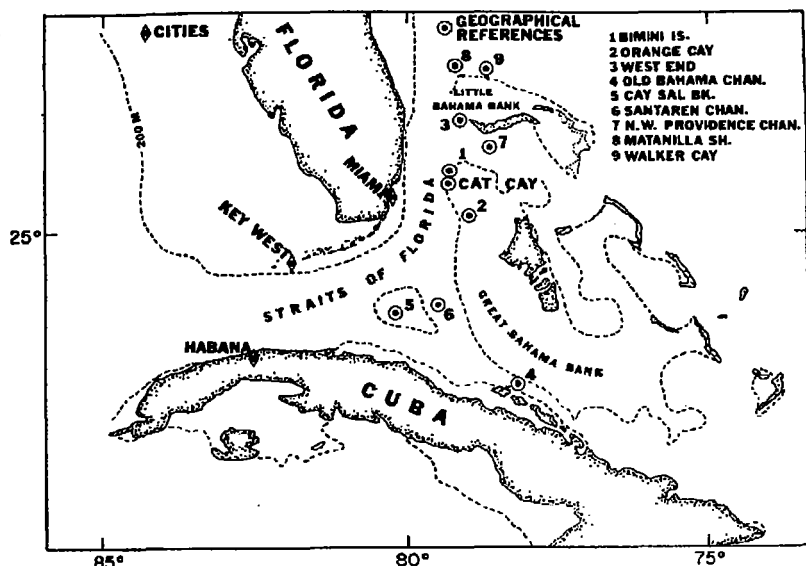 CITIES
GEOGRAPHICAL
REFERENCES
1 BIMINI IS.
2 ORANGE CAY
3 WEST END
4 OLD BAHAMA CHAN.
5 CAY SAL BK.
6 SANTAREN CHAN.
7 N.W. PROVIDENCE CHAN.
8 MATANILLA SH.
9 WALKER CAY
FLORIDA
8
9
LITTLE
BAHAMA BANK
200 M
3
7
1
MIAMI
CAT CAY
2
25°
KEY WEST
STRAITS OF FLORIDA
5
6
GREAT BAHAMA BANK
HABANA
4
CUBA
85°
80°
75°